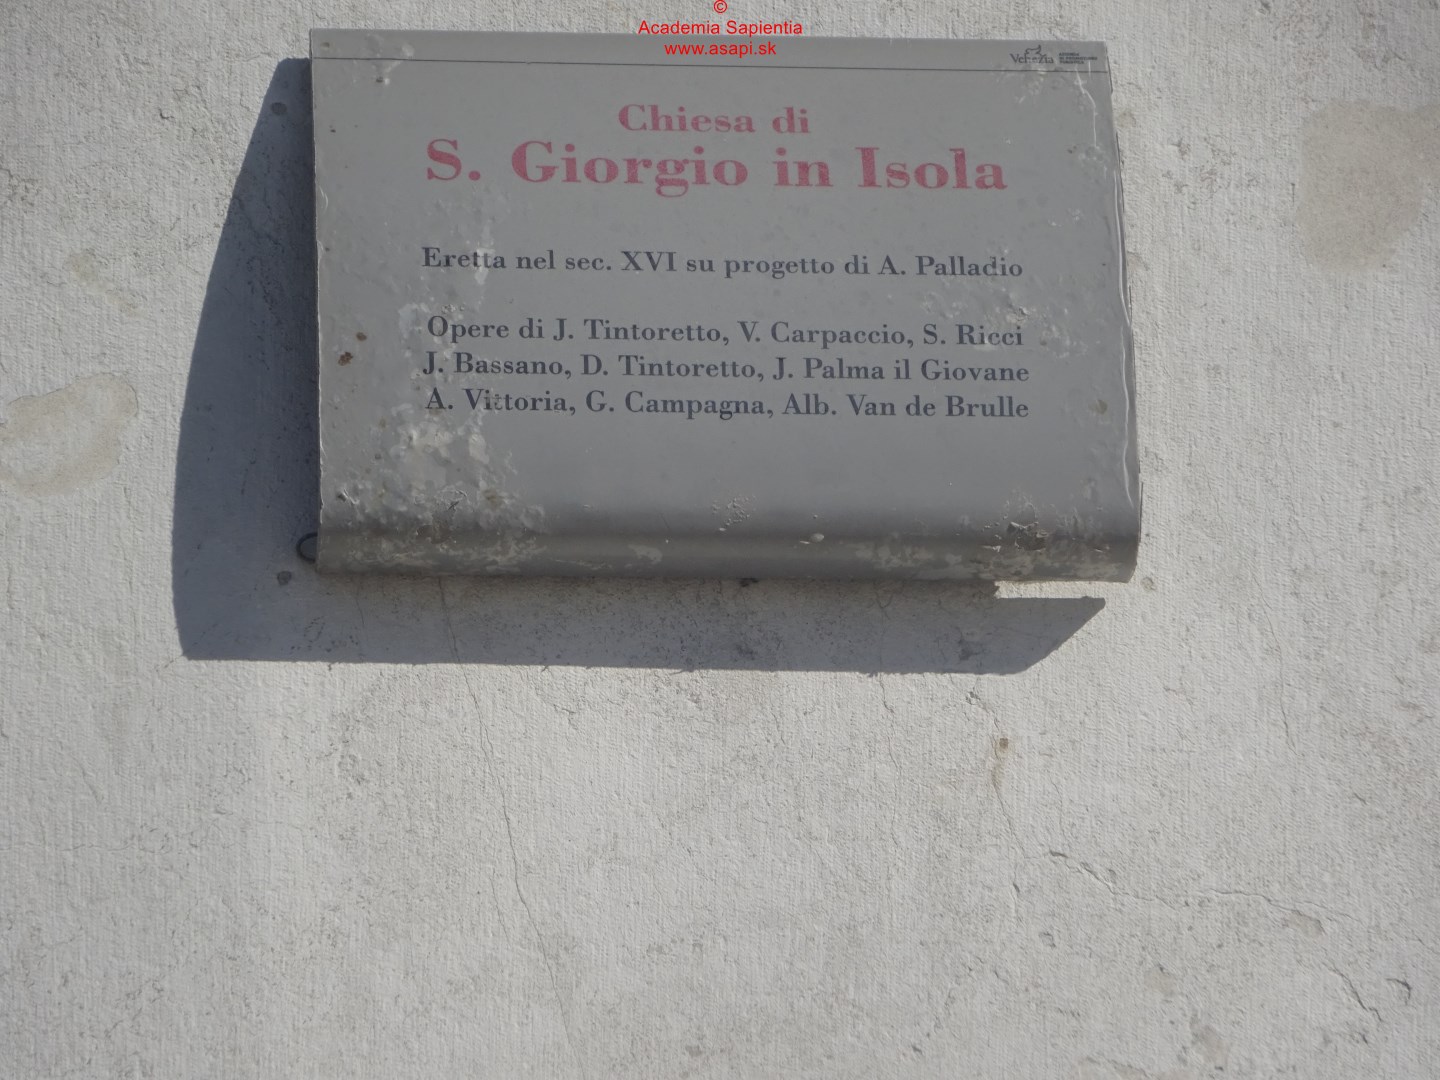 ©
Academia Sapientia
www.asapi.sk
Venezia
Chiesa di
S. Giorgio in Isola
Eretta nel sec. XVI su progetto di A. Palladio
Opere di J. Tintoretto, V. Carpaccio, S. Ricci
J. Bassano, D. Tintoretto, J. Palma il Giovane
A. Vittoria, G. Campagna, Alb. Van de Brulle